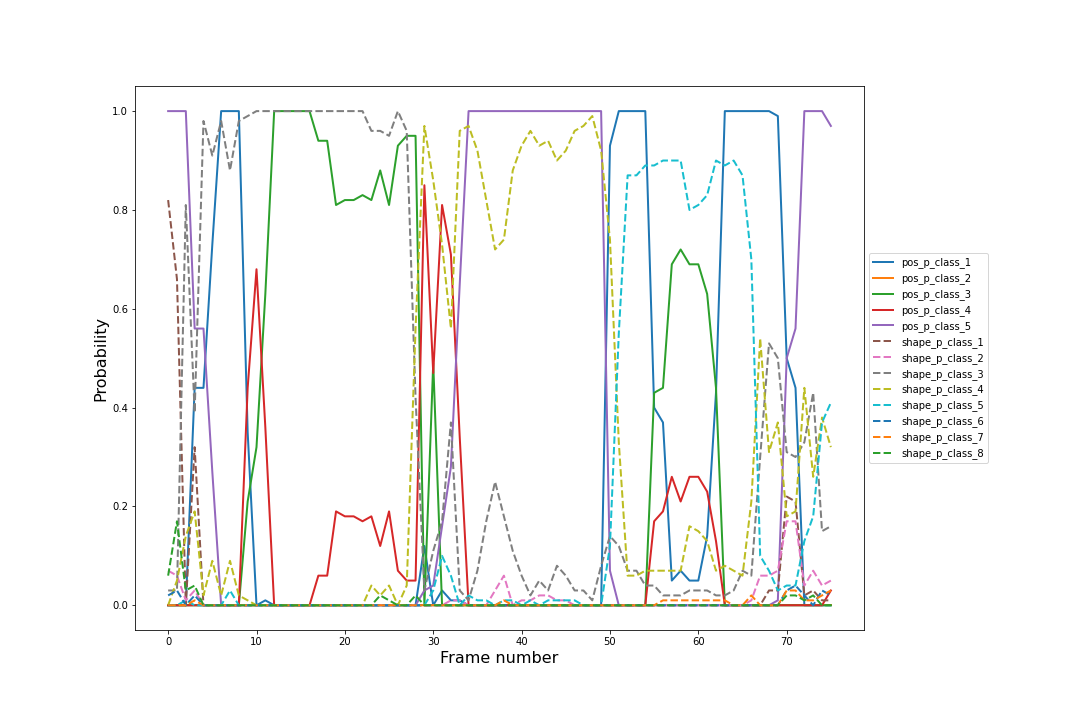 1.0
0.8
0.6
0.4
0.2
0.0
Probability
0 10 20 30 40 50 60 70
Frame number
pos_p_class_1
pos_p_class_2
pos_p_class_3
pos_p_class_4
pos_p_class_5
shape_p_class_1
shape_p_class_2
shape_p_class_3
shape_p_class_4
shape_p_class_5
shape_p_class_6
shape_p_class_7
shape_p_class_8